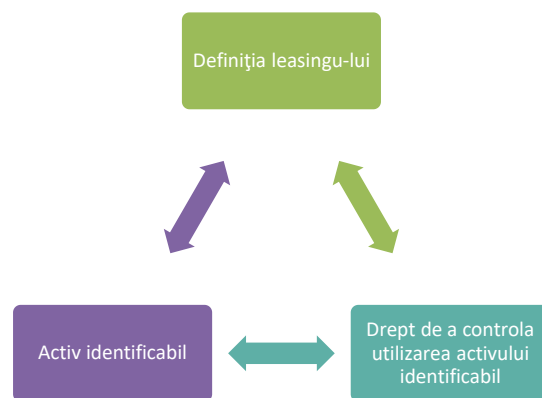 Definiţia leasingu-lui
Activ identificabil
Drept de a controla
utilizarea activului
identificabil